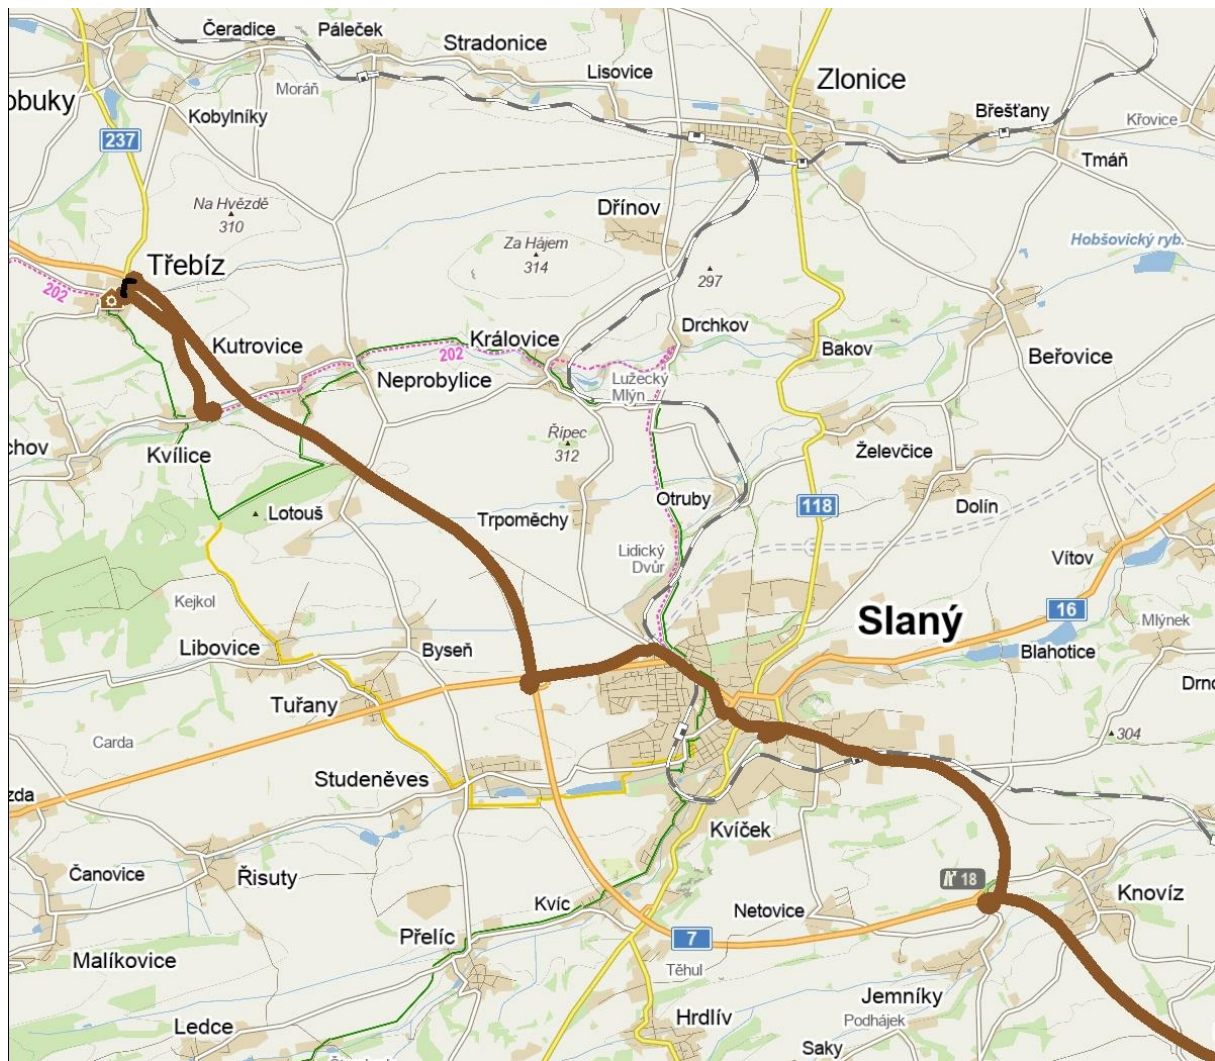 Čeradice
Páleček
Stradonice
Lisovice
Zlonice
Moráň
obuky
Kobylníky
Břešťany
Křovice
237
Tmáň
Na Hvězdě
310
Dřínov
Za Hájem
314
Hobšovický ryb.
Třebíz
297
202
Královice
Drchkov
Kutrovice
202
Bakov
Beřovice
Neprobylice
Lužecký
Mlýn
Řipec
312
chov
Kvílice
Želevčice
Otruby
118
Dolín
Lotouš
Trpoměchy
Lidický
Dvůr
Vítov
Kejkol
Slaný
16
Mlýnek
Libovice
Byseň
Blahotice
Drno
Tuřany
Carda
304
Studeněves
zda
Kvíček
Čanovice
Řisuty
18
Knovíz
Kvíc
Netovice
Přelíc
7
Malíkovice
Těhul
Jemníky
Ledce
Hrdlív
Podhájek
Saky